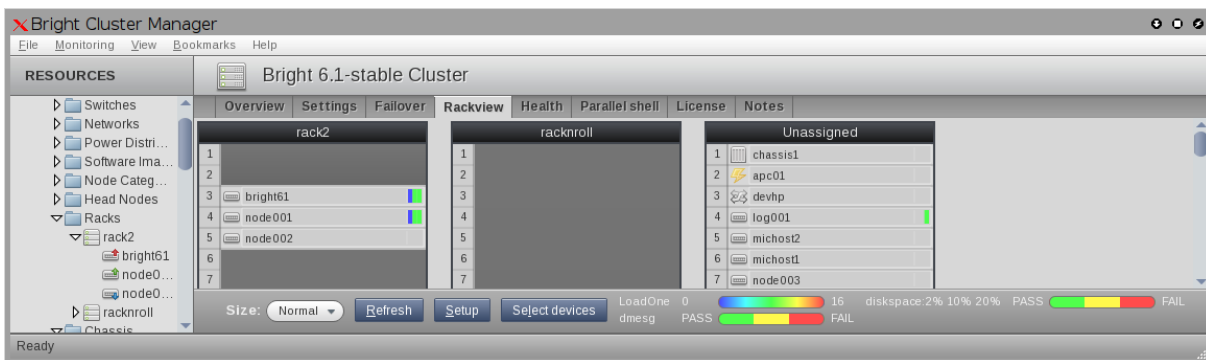 Bright Cluster Manager
File Monitoring View Bookmarks Help
RESOURCES
Bright 6.1-stable Cluster
Switches
Networks
Power Distri...
Software Ima...
Node Categ...
Head Nodes
Racks
rack2
bright61
node0...
node0...
racknroll
Chassis
Overview Settings Failover Rackview Health Parallel shell License Notes
rack2
1
2
3 bright61
4 node001
5 node002
6
7
racknroll
1
2
3
4
5
6
7
Unassigned
1 chassis1
2 apc01
3 devhp
4 log001
5 michost2
6 michost1
7 node003
Size: Normal Refresh Setup Select devices
LoadOne 0 16 diskspace:2% 10% 20% PASS FAIL
dmesg PASS FAIL
Ready